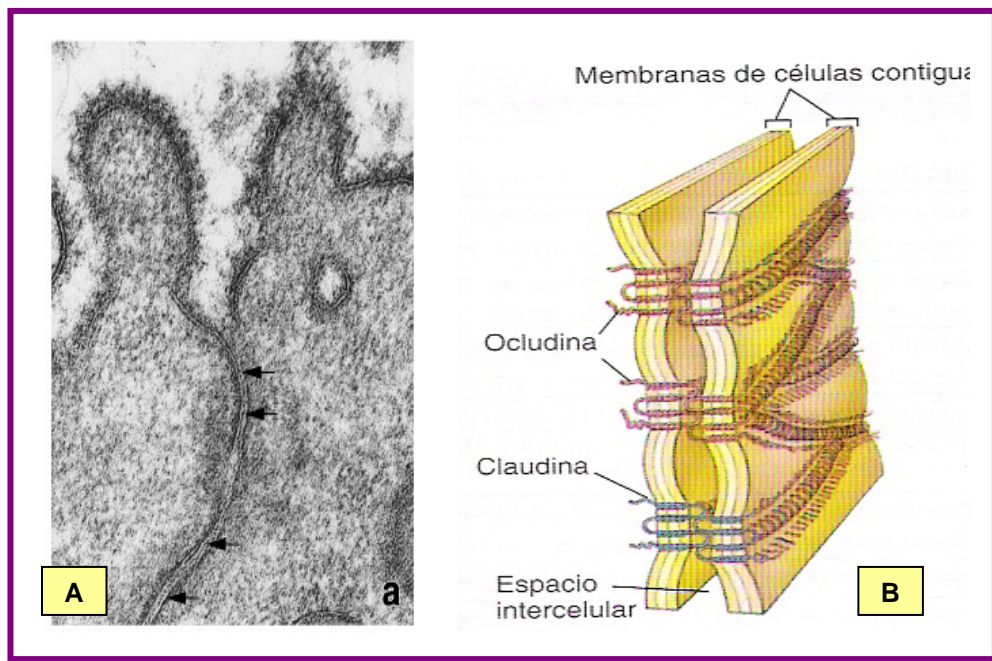 Membranas de células contigua
Ocludina
Claudina
Espacio
intercelular
A
a
B